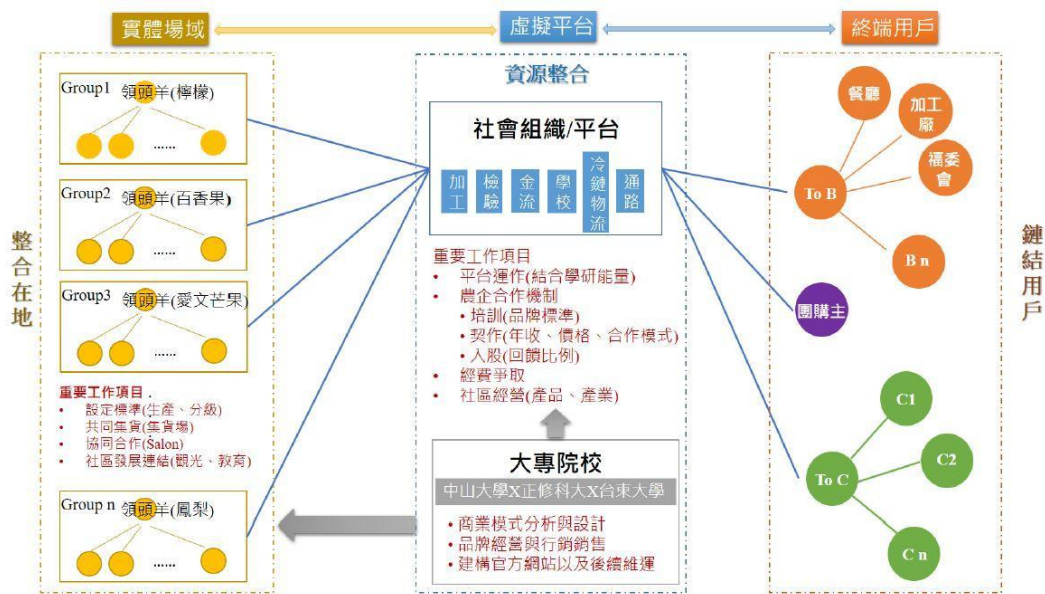 實體場域
虛擬平台
終端用戶
整合在地
Group1 領頭羊(檸檬)
......
Group2 領頭羊(百香果)
......
Group3 領頭羊(愛文芒果)
......
重要工作項目：
• 設定標準(生產、分級)
• 共同集貨(集貨場)
• 協同合作(Salon)
• 社區發展連結(觀光、教育)
Group n 領頭羊(鳳梨)
......
資源整合
社會組織/平台
加工
檢驗
金流
學校
冷鏈物流
通路
重要工作項目
• 平台運作(結合學研能量)
• 農企合作機制
• 培訓(品牌標準)
• 契作(年收、價格、合作模式)
• 入股(回饋比例)
• 經費爭取
• 社區經營(產品、產業)
大專院校
中山大學X正修科大X台東大學
• 商業模式分析與設計
• 品牌經營與行銷銷售
• 建構官方網站以及後續維運
餐廳
加工廠
福委會
To B
B n
團購主
C1
C2
To C
C n
鏈結用戶